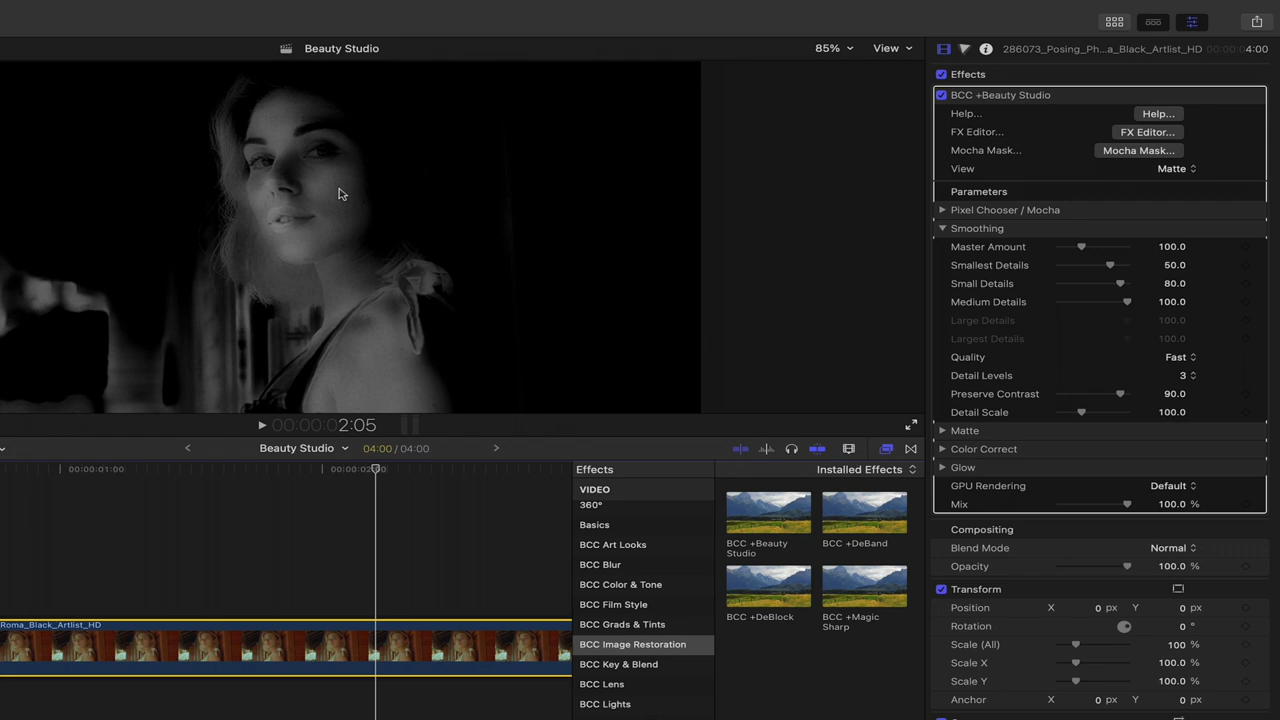 Beauty Studio
85%
View
286073_Posing_Ph...a_Black_Artlist_HD
00:00:04:00
Effects
BCC +Beauty Studio
Help...
Help...
FX Editor...
FX Editor...
Mocha Mask...
Mocha Mask...
View
Matte
Parameters
Pixel Chooser / Mocha
Smoothing
Master Amount
100.0
Smallest Details
50.0
Small Details
80.0
Medium Details
100.0
Large Details
100.0
Largest Details
100.0
Quality
Fast
Detail Levels
3
Preserve Contrast
90.0
Detail Scale
100.0
Matte
Color Correct
Glow
GPU Rendering
Default
Mix
100.0 %
Compositing
Blend Mode
Normal
Opacity
100.0 %
Transform
Position
X
0 px
Y
0 px
Rotation
0 °
Scale (All)
100 %
Scale X
100.0 %
Scale Y
100.0 %
Anchor
X
0 px
Y
0 px
00:00:02:05
Beauty Studio
04:00 / 04:00
00:00:01:00
Roma_Black_Artlist_HD
Effects
Installed Effects
VIDEO
360°
Basics
BCC Art Looks
BCC Blur
BCC Color & Tone
BCC Film Style
BCC Grads & Tints
BCC Image Restoration
BCC Key & Blend
BCC Lens
BCC Lights
BCC +Beauty
Studio
BCC +DeBand
BCC +DeBlock
BCC +Magic
Sharp